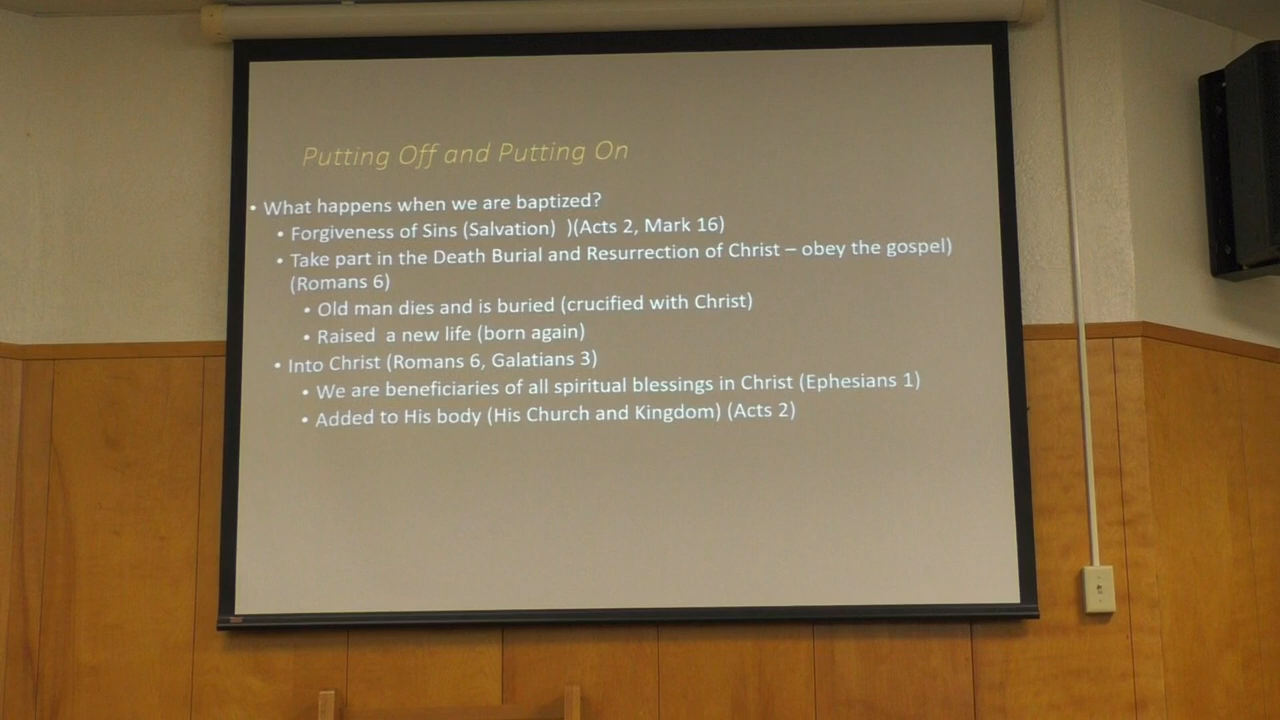 Putting Off and Putting On
• What happens when we are baptized?
• Forgiveness of Sins (Salvation)  )(Acts 2, Mark 16)
• Take part in the Death Burial and Resurrection of Christ – obey the gospel)
(Romans 6)
• Old man dies and is buried (crucified with Christ)
• Raised  a new life (born again)
• Into Christ (Romans 6, Galatians 3)
• We are beneficiaries of all spiritual blessings in Christ (Ephesians 1)
• Added to His body (His Church and Kingdom) (Acts 2)